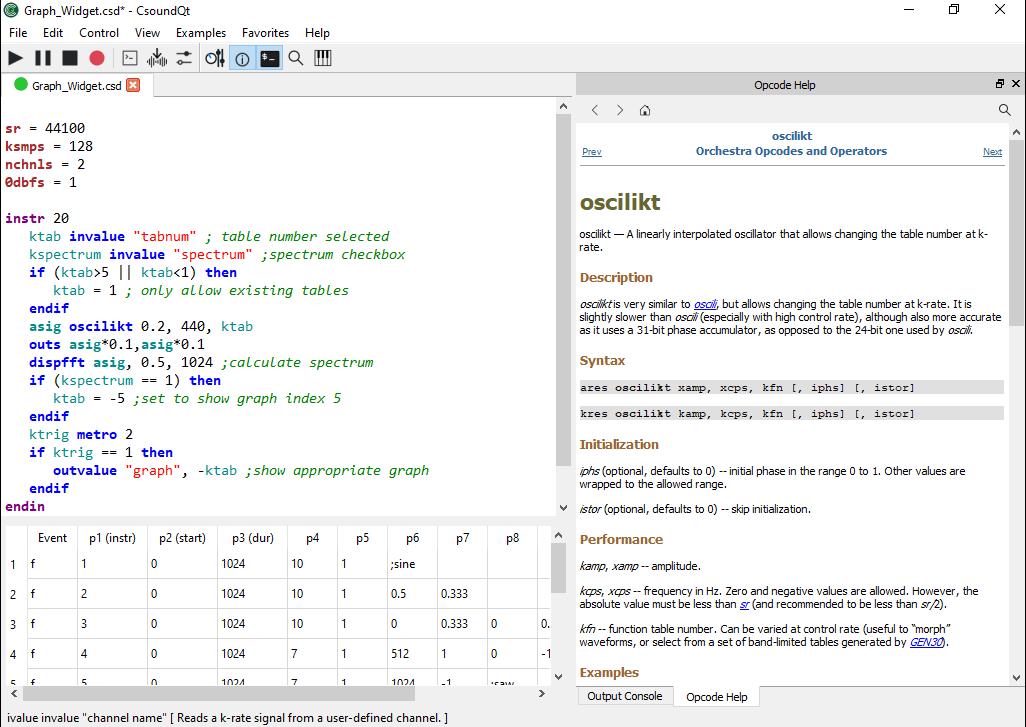 Graph_Widget.csd* - CsoundQt
File Edit Control View Examples Favorites Help
Graph_Widget.csd
sr = 44100
ksmps = 128
nchnls = 2
0dbfs = 1
instr 20
ktab invalue "tabnum" ; table number selected
kspectrum invalue "spectrum" ;spectrum checkbox
if (ktab>5 || ktab<1) then
ktab = 1 ; only allow existing tables
endif
asig oscilikt 0.2, 440, ktab
outs asig*0.1,asig*0.1
dispfft asig, 0.5, 1024 ;calculate spectrum
if (kspectrum == 1) then
ktab = -5 ;set to show graph index 5
endif
ktrig metro 2
if ktrig == 1 then
outvalue "graph", -ktab ;show appropriate graph
endif
endin
Event p1 (instr) p2 (start) p3 (dur) p4 p5 p6 p7 p8
1 f 1 0 1024 10 1 ;sine
2 f 2 0 1024 10 1 0.5 0.333
3 f 3 0 1024 10 1 0 0.333 0 0.
4 f 4 0 1024 7 1 512 1 0 -1
5 f 5 0 1024 7 1 1024 -1 ;saw
ivalue invalue "channel name" [ Reads a k-rate signal from a user-defined channel. ]
Opcode Help
oscilikt
Prev Orchestra Opcodes and Operators Next
oscilikt
oscilikt — A linearly interpolated oscillator that allows changing the table number at k-
rate.
Description
oscilikt is very similar to oscili, but allows changing the table number at k-rate. It is
slightly slower than oscili (especially with high control rate), although also more accurate
as it uses a 31-bit phase accumulator, as opposed to the 24-bit one used by oscili.
Syntax
ares oscilikt xamp, xcps, kfn [, iphs] [, istor]
kres oscilikt kamp, kcps, kfn [, iphs] [, istor]
Initialization
iphs (optional, defaults to 0) -- initial phase in the range 0 to 1. Other values are
wrapped to the allowed range.
istor (optional, defaults to 0) -- skip initialization.
Performance
kamp, xamp -- amplitude.
kcps, xcps -- frequency in Hz. Zero and negative values are allowed. However, the
absolute value must be less than sr (and recommended to be less than sr/2).
kfn -- function table number. Can be varied at control rate (useful to “morph”
waveforms, or select from a set of band-limited tables generated by GEN30).
Examples
Output Console Opcode Help